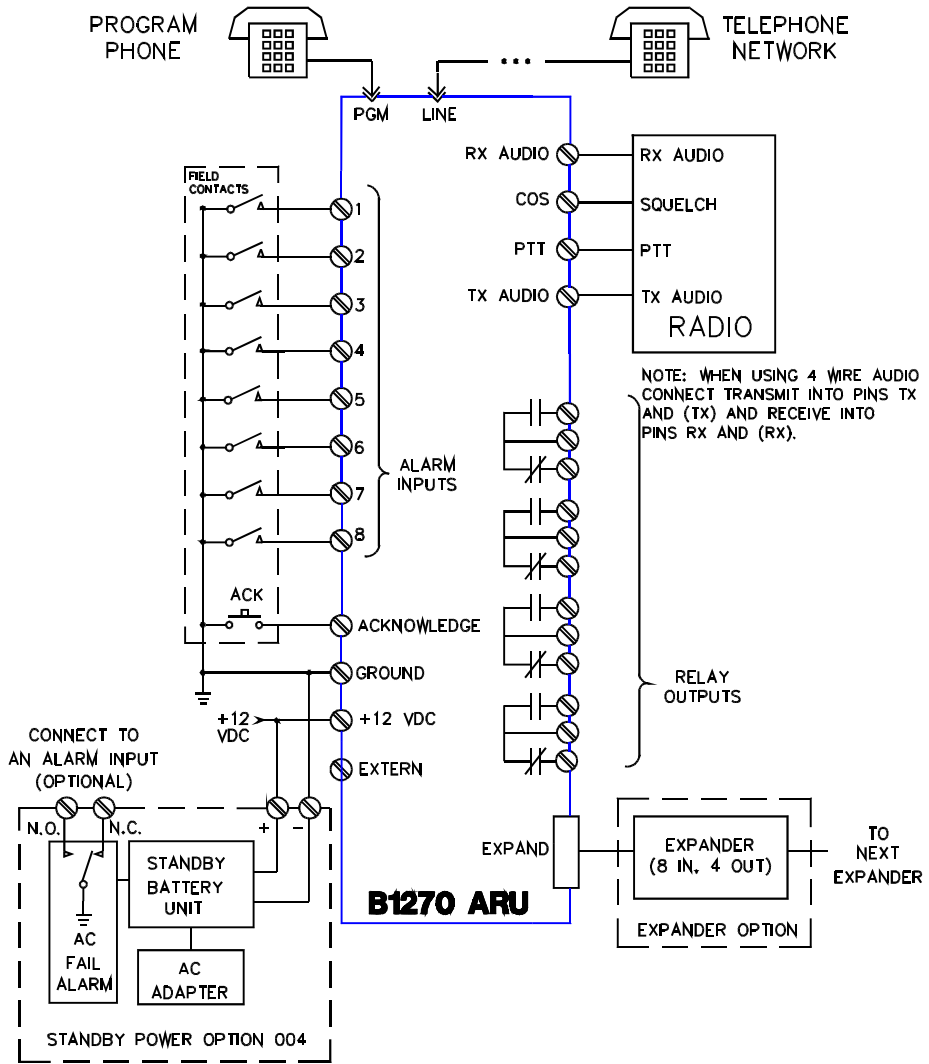 PROGRAM
PHONE
TELEPHONE
NETWORK
PGM
LINE
RX AUDIO
COS
PTT
TX AUDIO
RX AUDIO
SQUELCH
PTT
TX AUDIO
RADIO
FIELD
CONTACTS
1
2
3
4
5
6
7
8
ALARM
INPUTS
NOTE: WHEN USING 4 WIRE AUDIO
CONNECT TRANSMIT INTO PINS TX
AND (TX) AND RECEIVE INTO
PINS RX AND (RX).
ACK
ACKNOWLEDGE
GROUND
+12
VDC
+12 VDC
EXTERN
RELAY
OUTPUTS
CONNECT TO
AN ALARM INPUT
(OPTIONAL)
N.O.
N.C.
+
-
STANDBY
BATTERY
UNIT
AC
FAIL
ALARM
AC
ADAPTER
STANDBY POWER OPTION 004
EXPAND
B1270 ARU
EXPANDER
(8 IN, 4 OUT)
EXPANDER OPTION
TO
NEXT
EXPANDER